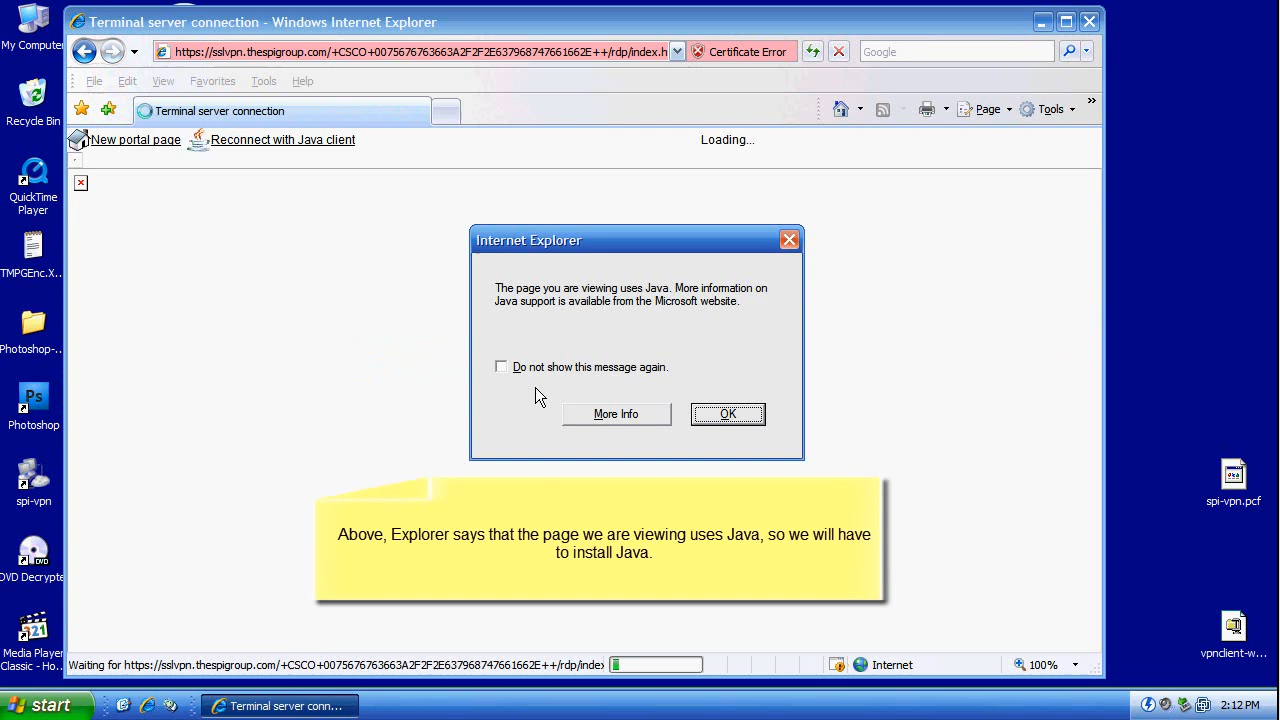 Terminal server connection - Windows Internet Explorer
https://sslvpn.thespigroup.com/+CSCO+0075676763663A2F2F2E637968747661662E++/rdp/index.h
Certificate Error
Google
File Edit View Favorites Tools Help
Terminal server connection
Page
Tools
»
New portal page
Reconnect with Java client
Loading...
Internet Explorer
The page you are viewing uses Java. More information on
Java support is available from the Microsoft website.
Do not show this message again.
More Info
OK
Above, Explorer says that the page we are viewing uses Java, so we will have
to install Java.
Waiting for https://sslvpn.thespigroup.com/+CSCO+0075676763663A2F2F2E637968747661662E++/rdp/index
Internet
100%
My Computer
Recycle Bin
QuickTime
Player
TMPGEnc.X...
Photoshop-...
Ps
Photoshop
spi-vpn
DVD
DVD Decrypte
321
Media Player
Classic - Ho...
spi-vpn.pcf
vpnclient-w...
start
Terminal server conn...
2:12 PM